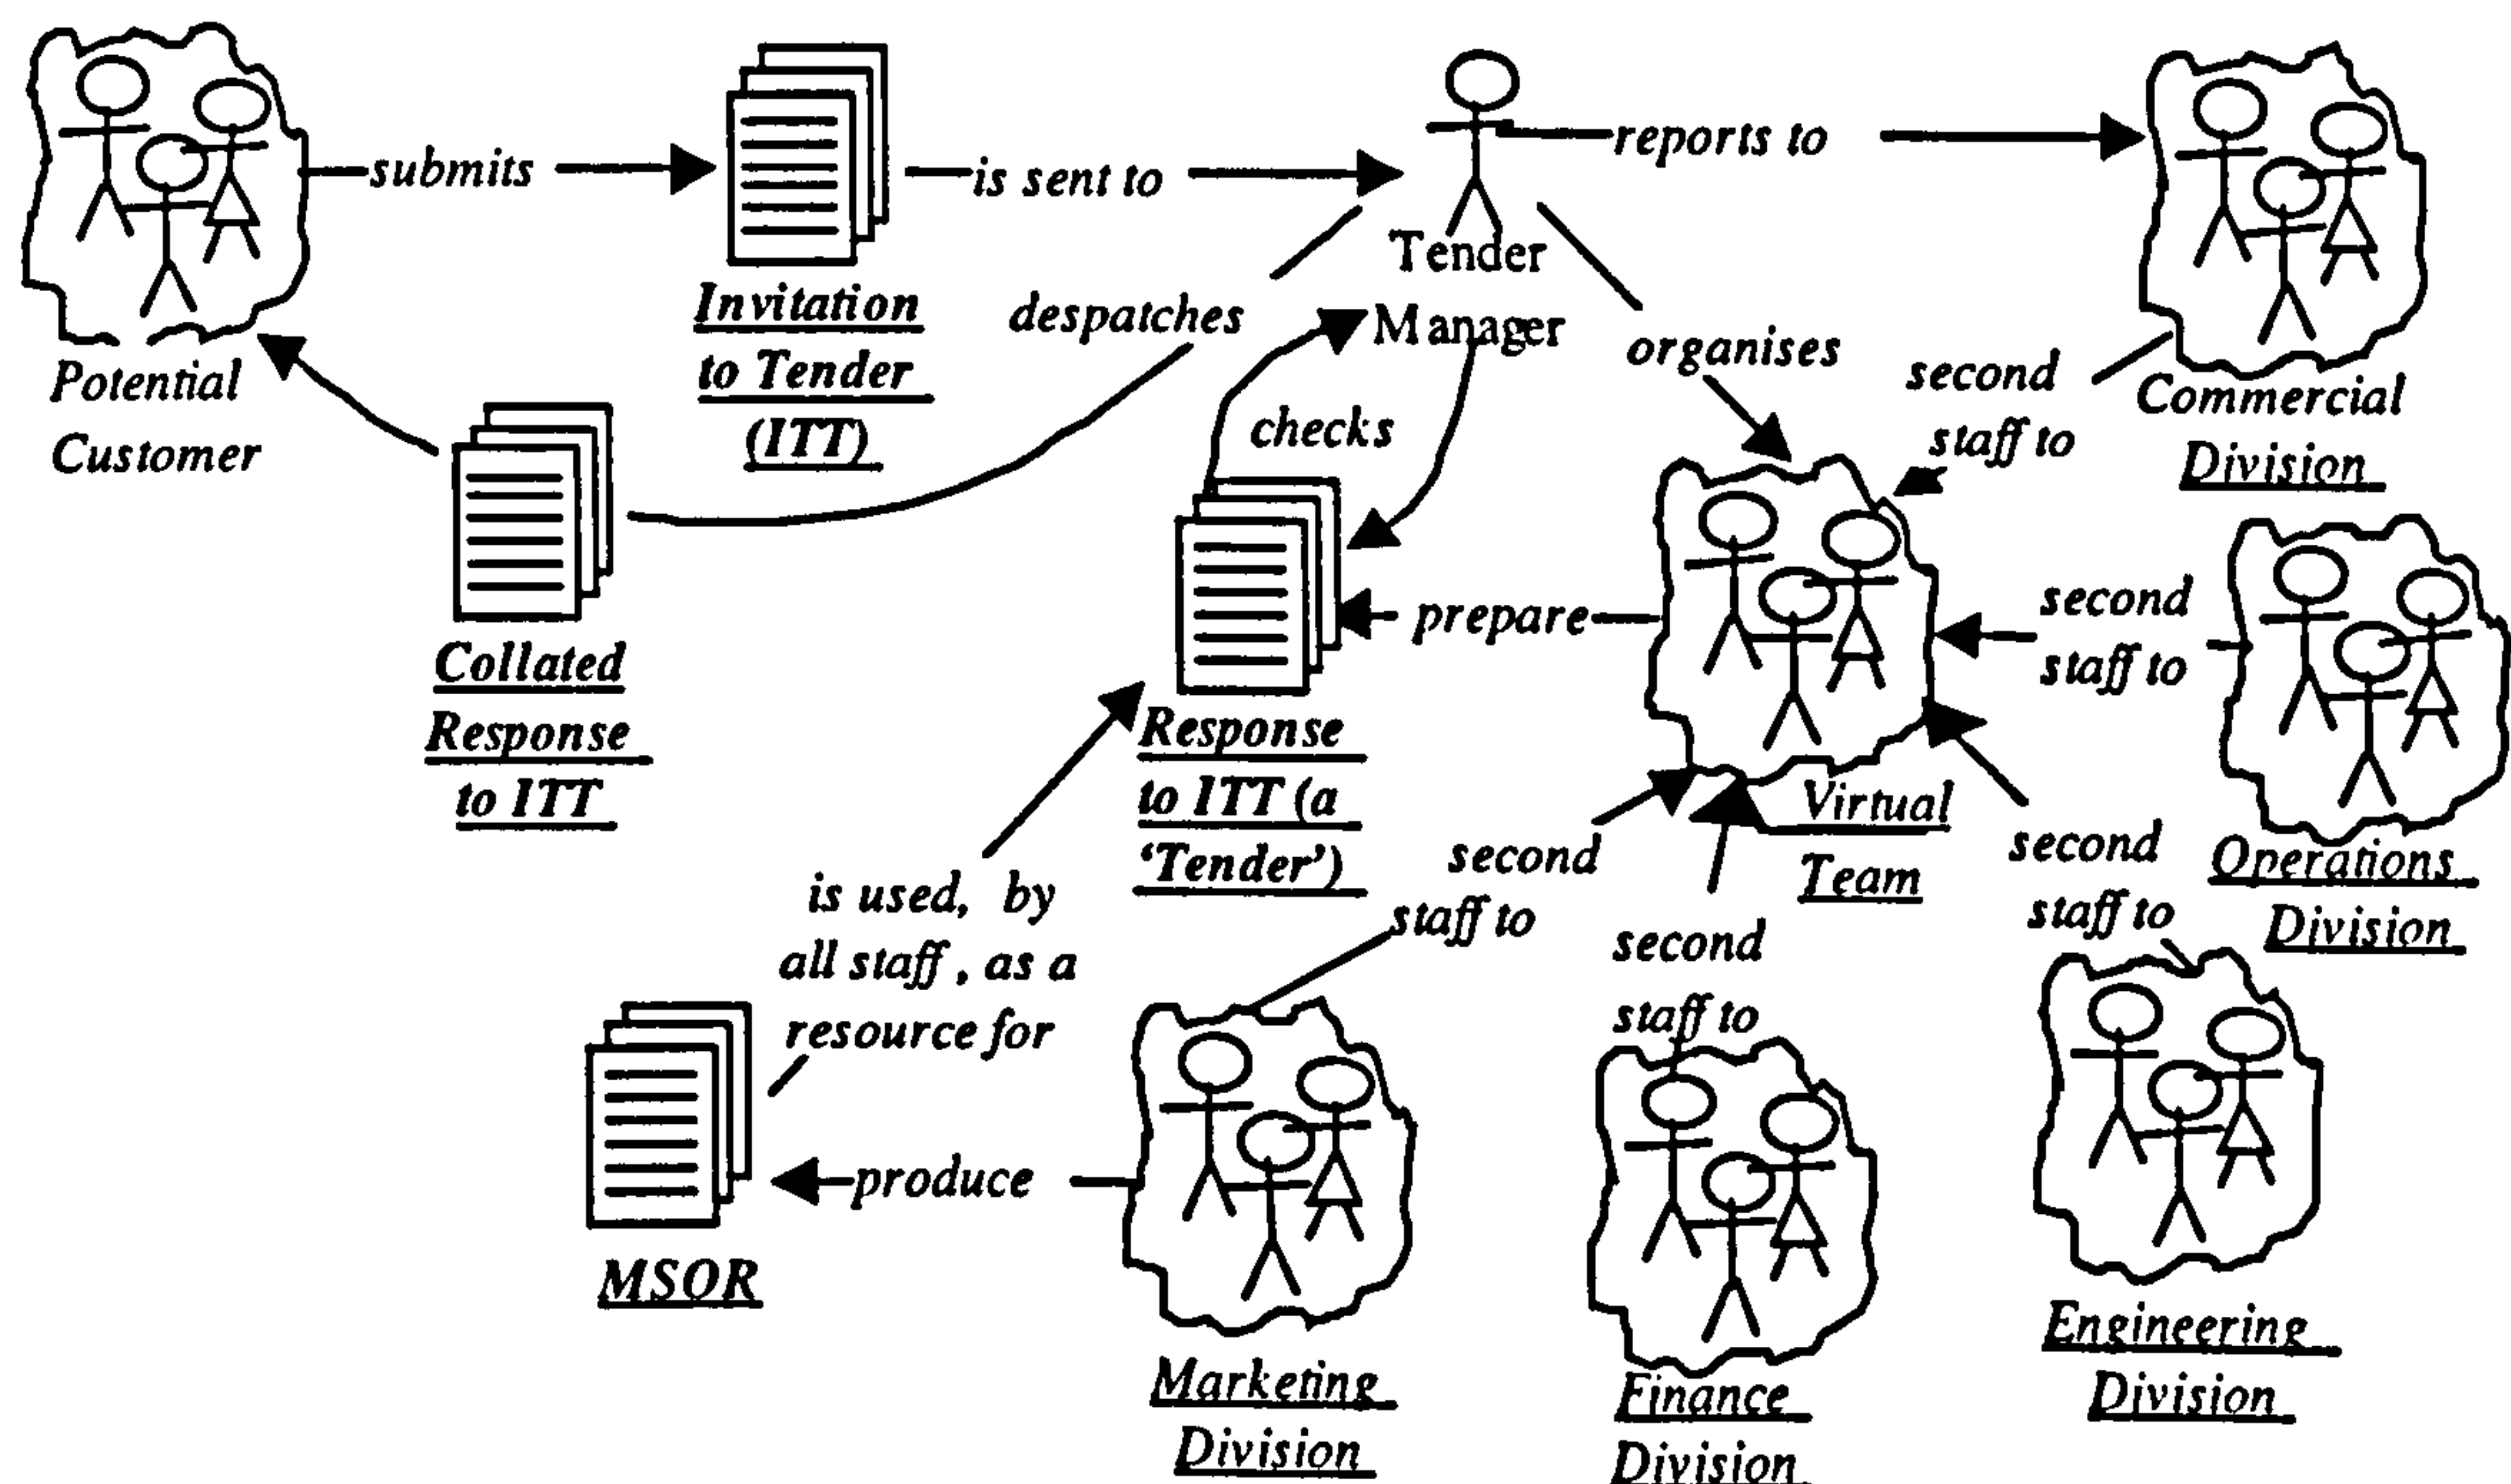 submits
is sent to
reports to
Potential
Customer
Invitation
to Tender
(ITT)
Tender
Manager
despatches
organises
checks
second
staff to
Commercial
Division
Collated
Response
to ITT
prepare
Response
to ITT (a
‘Tender’)
Virtual
Team
second
staff to
Operations
Division
second
staff to
second
staff to
second
staff to
is used, by
all staff, as a
resource for
MSOR
produce
Marketing
Division
Finance
Division
Engineering
Division